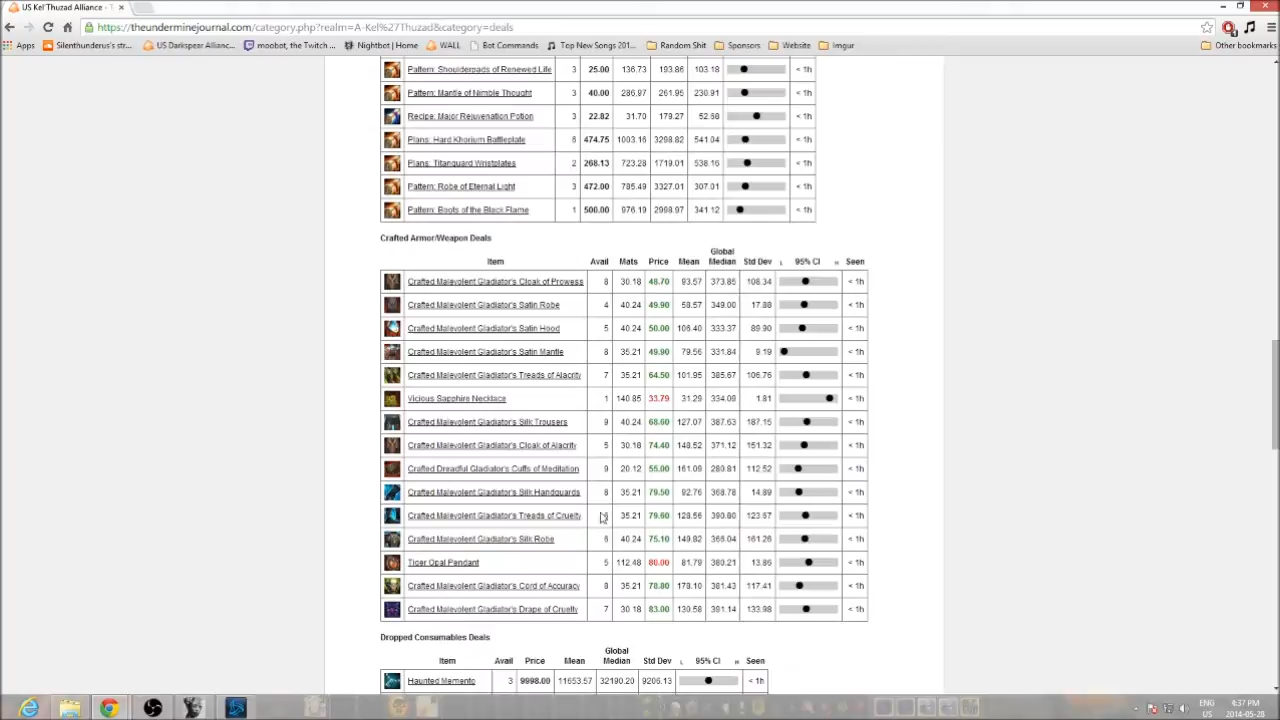 US Kel'Thuzad Alliance - T
https://theunderminejournal.com/category.php?realm=A-Kel%27Thuzad&category=deals
Apps Silenthunderus's str... US Darkspear Allianc... moobot, the Twitch ... Nightbot | Home WALL Bot Commands Top New Songs 201... Random Shit Sponsors Website Imgur Other bookmarks
Pattern: Shoulderpads of Renewed Life 3 25.00 136.73 193.86 103.18 < 1h
Pattern: Mantle of Nimble Thought 3 40.00 286.97 261.95 230.91 < 1h
Recipe: Major Rejuvenation Potion 3 22.82 31.70 178.27 52.68 < 1h
Plans: Hard Khorium Battleplate 6 474.75 1003.16 3298.82 541.04 < 1h
Plans: Titanguard Wristplates 2 268.13 723.28 1719.01 538.16 < 1h
Pattern: Robe of Eternal Light 3 472.00 785.49 3327.01 307.01 < 1h
Pattern: Boots of the Black Flame 1 500.00 976.19 2998.97 341.12 < 1h
Crafted Armor/Weapon Deals
Item Avail Mats Price Mean Global Median Std Dev L 95% CI H Seen
Crafted Malevolent Gladiator's Cloak of Prowess 8 30.18 48.70 93.57 373.85 108.34 < 1h
Crafted Malevolent Gladiator's Satin Robe 4 40.24 49.90 58.57 349.00 17.88 < 1h
Crafted Malevolent Gladiator's Satin Hood 5 40.24 50.00 106.40 333.37 89.90 < 1h
Crafted Malevolent Gladiator's Satin Mantle 8 35.21 49.90 79.56 331.84 9.19 < 1h
Crafted Malevolent Gladiator's Treads of Alacrity 7 35.21 64.50 101.95 385.67 106.76 < 1h
Vicious Sapphire Necklace 1 140.85 33.79 31.29 334.09 1.81 < 1h
Crafted Malevolent Gladiator's Silk Trousers 9 40.24 68.60 127.07 387.63 187.15 < 1h
Crafted Malevolent Gladiator's Cloak of Alacrity 5 30.18 74.40 148.52 371.12 151.32 < 1h
Crafted Dreadful Gladiator's Cuffs of Meditation 9 20.12 55.00 161.09 280.81 112.52 < 1h
Crafted Malevolent Gladiator's Silk Handguards 8 35.21 79.50 92.76 368.78 14.89 < 1h
Crafted Malevolent Gladiator's Treads of Cruelty 35.21 79.60 128.56 390.80 123.67 < 1h
Crafted Malevolent Gladiator's Silk Robe 6 40.24 75.10 149.82 366.04 161.26 < 1h
Tiger Opal Pendant 5 112.48 80.00 81.79 380.21 13.86 < 1h
Crafted Malevolent Gladiator's Cord of Accuracy 8 35.21 78.80 178.10 381.43 117.41 < 1h
Crafted Malevolent Gladiator's Drape of Cruelty 7 30.18 83.00 139.58 391.14 133.98 < 1h
Dropped Consumables Deals
Item Avail Price Mean Global Median Std Dev L 95% CI H Seen
Haunted Memento 3 9998.00 11653.57 32190.20 9206.13 < 1h
ENG 4:37 PM
US 2014-05-28